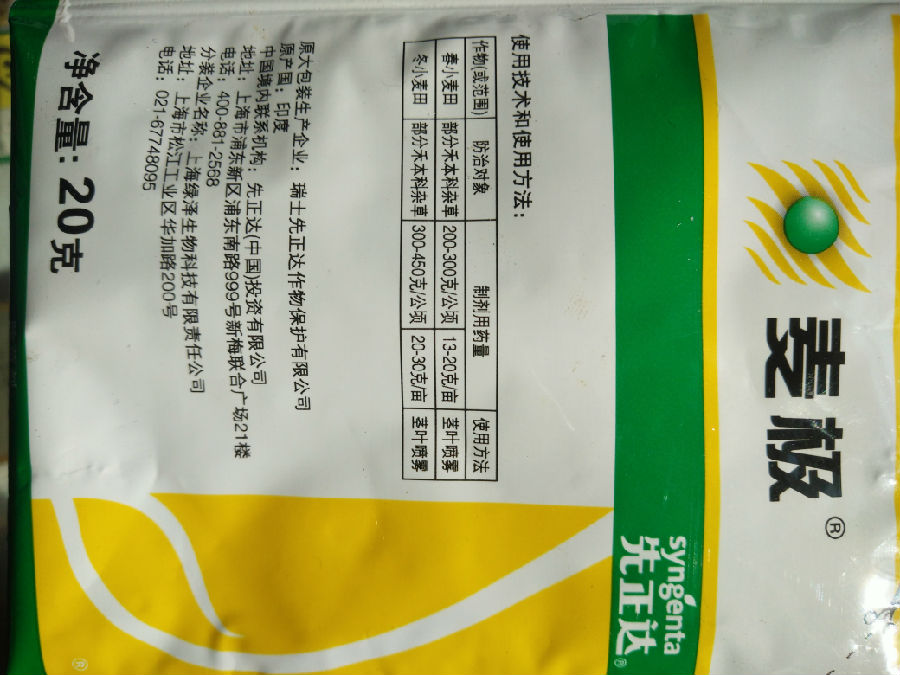 麦极®
syngenta
先正达®
使用技术和使用方法：
作物(或范围) 防治对象 制剂用药量 使用方法
春小麦田 部分禾本科杂草 200-300克/公顷 13-20克/亩 茎叶喷雾
冬小麦田 部分禾本科杂草 300-450克/公顷 20-30克/亩 茎叶喷雾
原大包装生产企业：瑞士先正达作物保护有限公司
原产国：印度
中国境内联系机构：先正达(中国)投资有限公司
地址：上海市浦东新区浦东南路999号新梅联合广场21楼
电话：400-881-2568
分装企业名称：上海绿泽生物科技有限责任公司
地址：上海市松江工业区华加路200号
电话：021-67748095
净含量：20克
®